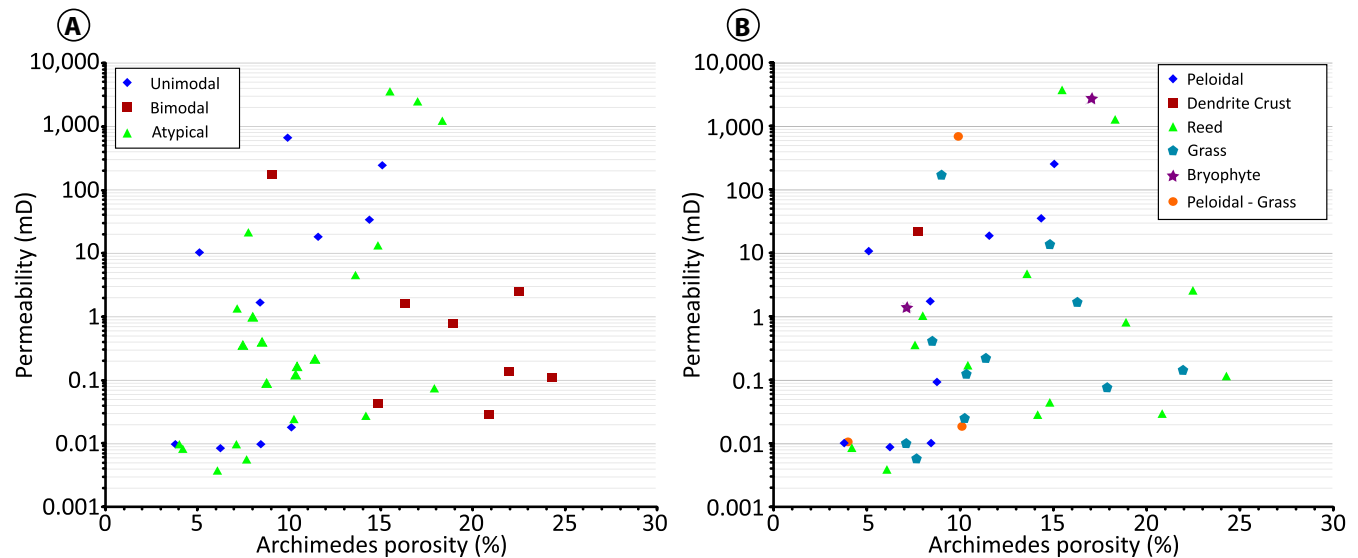 A
10,000
1,000
100
10
1
0.1
0.01
0.001
0 5 10 15 20 25 30
Permeability (mD)
Archimedes porosity (%)
Unimodal
Bimodal
Atypical
B
10,000
1,000
100
10
1
0.1
0.01
0.001
0 5 10 15 20 25 30
Permeability (mD)
Archimedes porosity (%)
Peloidal
Dendrite Crust
Reed
Grass
Bryophyte
Peloidal - Grass